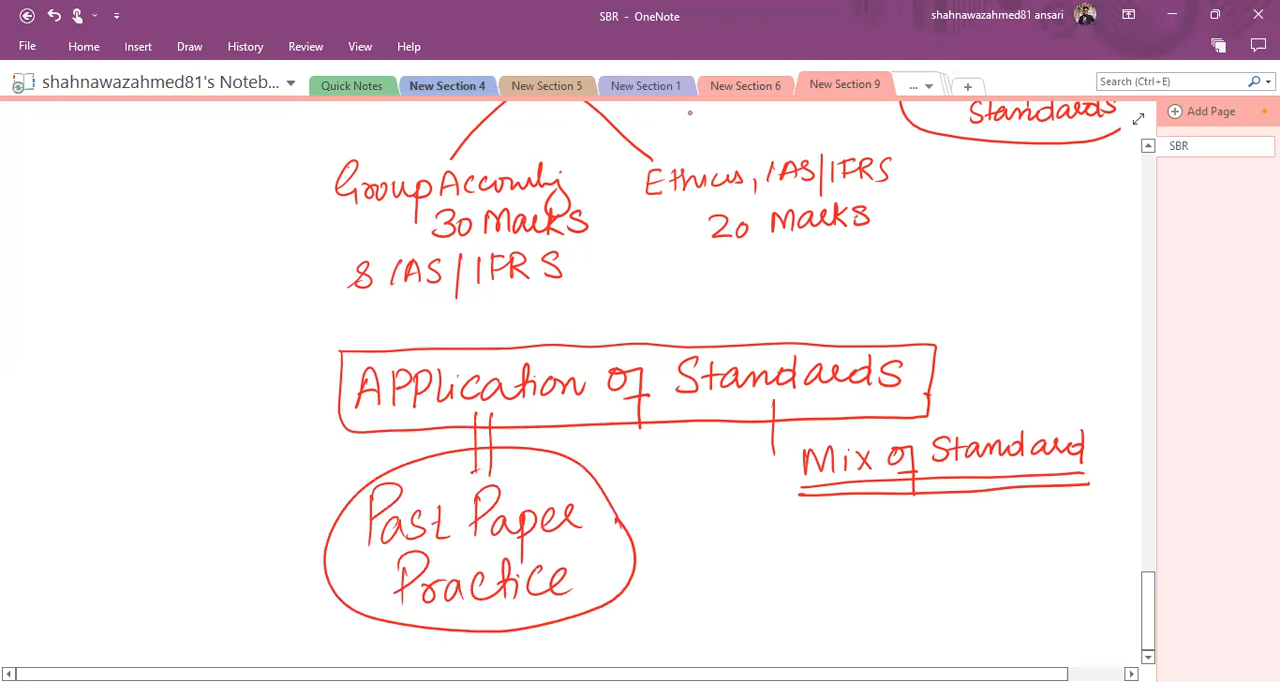 SBR - OneNote
shahnawazahmed81 ansari
File Home Insert Draw History Review View Help
shahnawazahmed81's Noteb...
Quick Notes New Section 4 New Section 5 New Section 1 New Section 6 New Section 9 ...
Search (Ctrl+E)
Add Page
SBR
Standards
Group Accounting
30 Marks
& IAS/IFRS
Ethics, IAS/IFRS
20 Marks
Application of Standards
Mix of Standard
Past Paper
Practice